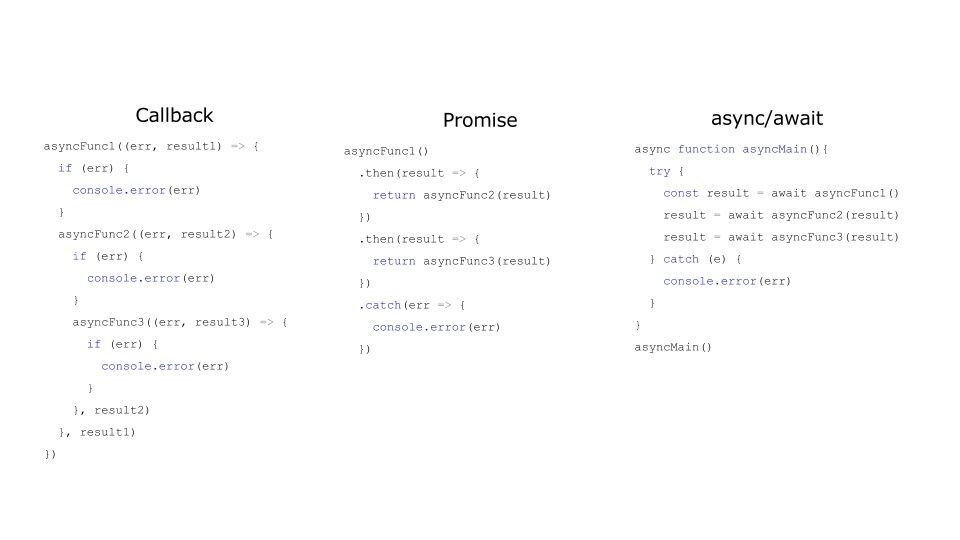 Callback
asyncFunc1((err, result1) => {
  if (err) {
    console.error(err)
  }
  asyncFunc2((err, result2) => {
    if (err) {
      console.error(err)
    }
    asyncFunc3((err, result3) => {
      if (err) {
        console.error(err)
      }
    }, result2)
  }, result1)
})
Promise
asyncFunc1()
  .then(result => {
    return asyncFunc2(result)
  })
  .then(result => {
    return asyncFunc3(result)
  })
  .catch(err => {
    console.error(err)
  })
async/await
async function asyncMain(){
  try {
    const result = await asyncFunc1()
    result = await asyncFunc2(result)
    result = await asyncFunc3(result)
  } catch (e) {
    console.error(err)
  }
}
asyncMain()